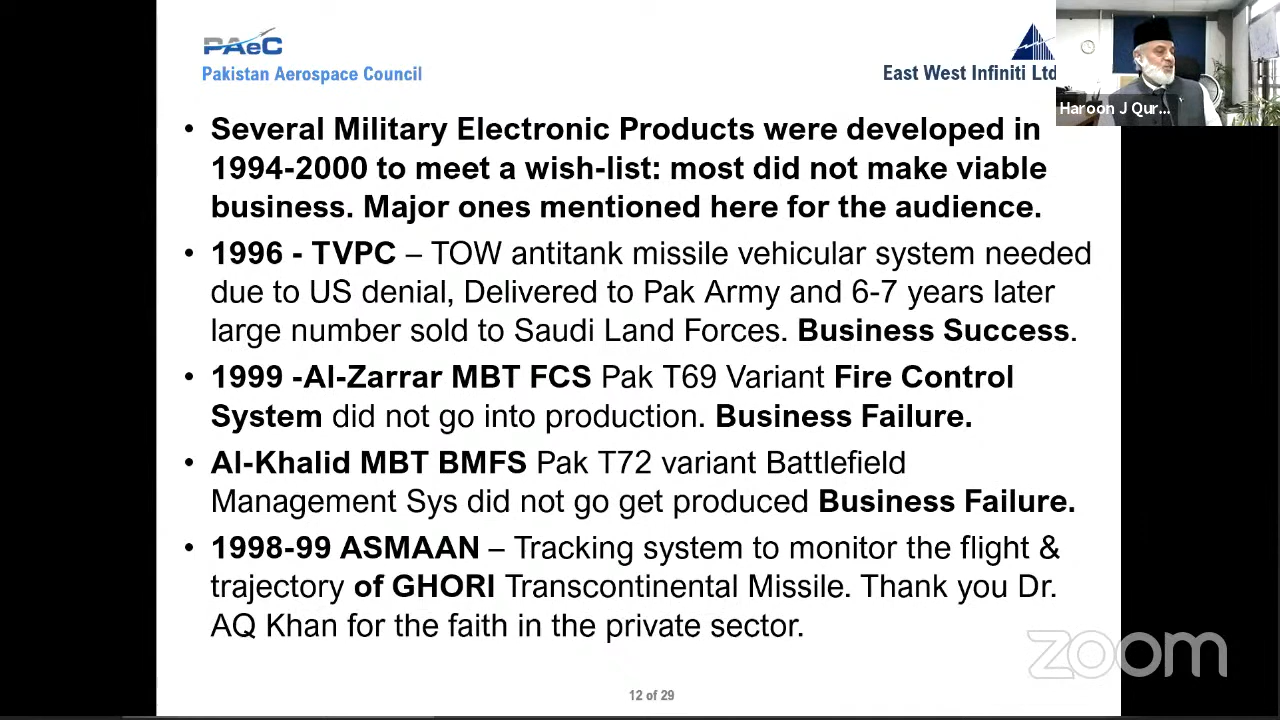 PAeC
Pakistan Aerospace Council
East West Infiniti Ltd
Haroon J Qur...
• Several Military Electronic Products were developed in
1994-2000 to meet a wish-list: most did not make viable
business. Major ones mentioned here for the audience.
• 1996 - TVPC – TOW antitank missile vehicular system needed
due to US denial, Delivered to Pak Army and 6-7 years later
large number sold to Saudi Land Forces. Business Success.
• 1999 -Al-Zarrar MBT FCS Pak T69 Variant Fire Control
System did not go into production. Business Failure.
• Al-Khalid MBT BMFS Pak T72 variant Battlefield
Management Sys did not go get produced Business Failure.
• 1998-99 ASMAAN – Tracking system to monitor the flight &
trajectory of GHORI Transcontinental Missile. Thank you Dr.
AQ Khan for the faith in the private sector.
zoom
12 of 29